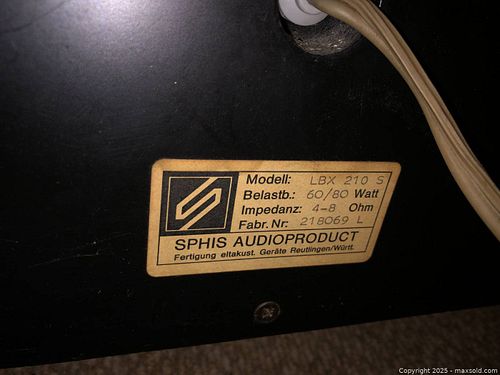 Modell: LBX 210 S
Belastb.: 60/80 Watt
Impedanz: 4-8 Ohm
Fabr. Nr: 218069 L
SPHIS AUDIOPRODUCT
Fertigung eltakust. Geräte Reutlingen/Württ.
Copyright 2025 - maxsold.com